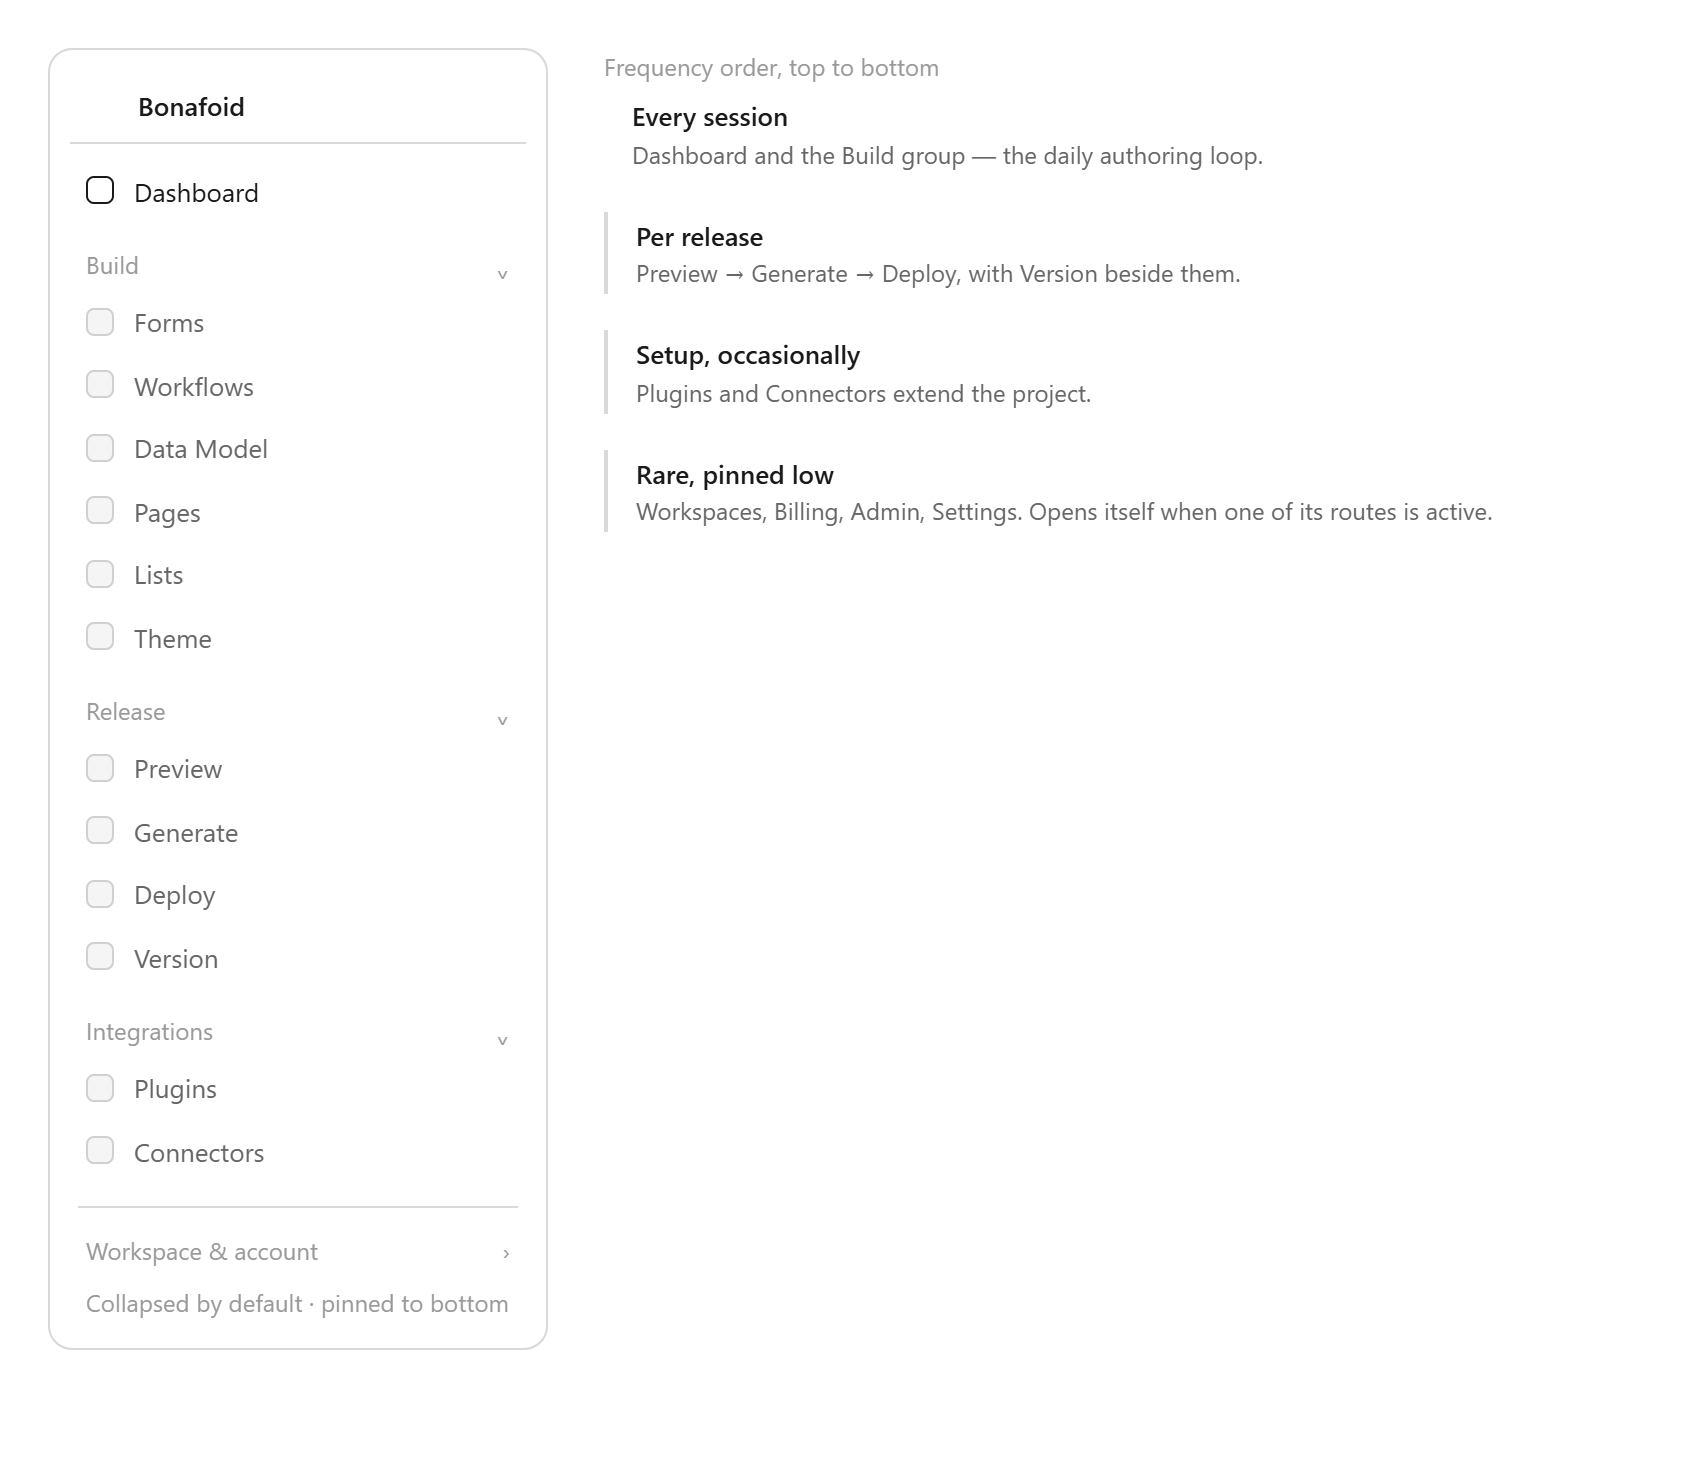 Bonafoid
Dashboard
Build
Forms
Workflows
Data Model
Pages
Lists
Theme
Release
Preview
Generate
Deploy
Version
Integrations
Plugins
Connectors
Workspace & account
Collapsed by default · pinned to bottom
Frequency order, top to bottom
Every session
Dashboard and the Build group — the daily authoring loop.
Per release
Preview → Generate → Deploy, with Version beside them.
Setup, occasionally
Plugins and Connectors extend the project.
Rare, pinned low
Workspaces, Billing, Admin, Settings. Opens itself when one of its routes is active.